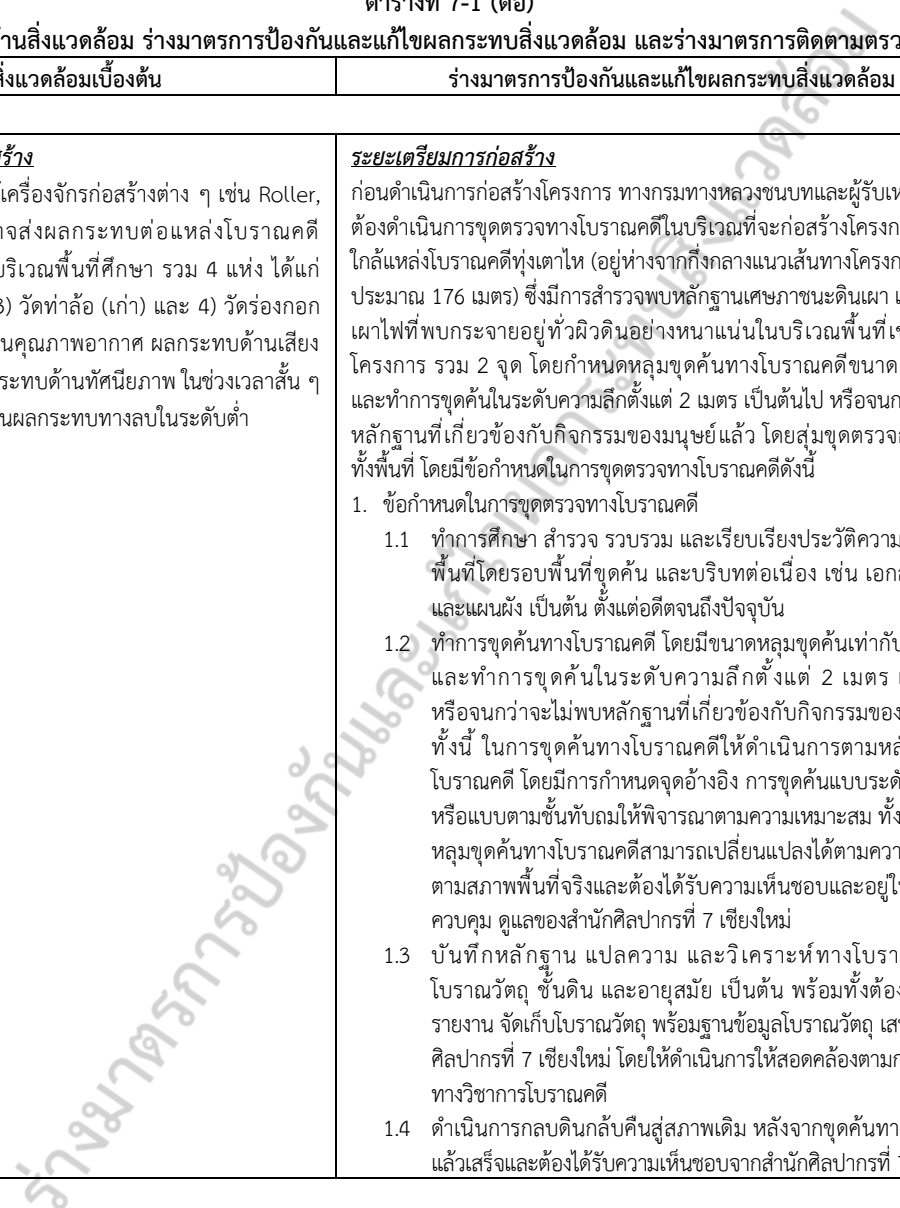 ตารางที่ 7-1 (ต่อ)
านสิ่งแวดล้อม ร่างมาตรการป้องกันและแก้ไขผลกระทบสิ่งแวดล้อม และร่างมาตรการติดตามตรว
ิ่งแวดล้อมเบื้องต้น
ร่างมาตรการป้องกันและแก้ไขผลกระทบสิ่งแวดล้อม
ร้าง
เครื่องจักรก่อสร้างต่าง ๆ เช่น Roller,
าจส่งผลกระทบต่อแหล่งโบราณคดี
บริเวณพื้นที่ศึกษา รวม 4 แห่ง ได้แก่
3) วัดท่าล้อ (เก่า) และ 4) วัดร่องกอก
นคุณภาพอากาศ ผลกระทบด้านเสียง
ระทบด้านทัศนียภาพ ในช่วงเวลาสั้น ๆ
นผลกระทบทางลบในระดับต่ำ
ระยะเตรียมการก่อสร้าง
ก่อนดำเนินการก่อสร้างโครงการ ทางกรมทางหลวงชนบทและผู้รับเห
ต้องดำเนินการขุดตรวจทางโบราณคดีในบริเวณที่จะก่อสร้างโครงก
ใกล้แหล่งโบราณคดีทุ่งเตาไห (อยู่ห่างจากกึ่งกลางแนวเส้นทางโครงก
ประมาณ 176 เมตร) ซึ่งมีการสำรวจพบหลักฐานเศษภาชนะดินเผา เ
เผาไฟที่พบกระจายอยู่ทั่วผิวดินอย่างหนาแน่นในบริเวณพื้นที่เข
โครงการ รวม 2 จุด โดยกำหนดหลุมขุดค้นทางโบราณคดีขนาด
และทำการขุดค้นในระดับความลึกตั้งแต่ 2 เมตร เป็นต้นไป หรือจนก
หลักฐานที่เกี่ยวข้องกับกิจกรรมของมนุษย์แล้ว โดยสุ่มขุดตรวจ
ทั้งพื้นที่ โดยมีข้อกำหนดในการขุดตรวจทางโบราณคดีดังนี้
1. ข้อกำหนดในการขุดตรวจทางโบราณคดี
1.1 ทำการศึกษา สำรวจ รวบรวม และเรียบเรียงประวัติความ
พื้นที่โดยรอบพื้นที่ขุดค้น และบริบทต่อเนื่อง เช่น เอก
และแผนผัง เป็นต้น ตั้งแต่อดีตจนถึงปัจจุบัน
1.2 ทำการขุดค้นทางโบราณคดี โดยมีขนาดหลุมขุดค้นเท่ากับ
และทำการขุดค้นในระดับความลึกตั้งแต่ 2 เมตร เ
หรือจนกว่าจะไม่พบหลักฐานที่เกี่ยวข้องกับกิจกรรมของ
ทั้งนี้ ในการขุดค้นทางโบราณคดีให้ดำเนินการตามหลั
โบราณคดี โดยมีการกำหนดจุดอ้างอิง การขุดค้นแบบระดั
หรือแบบตามชั้นทับถมให้พิจารณาตามความเหมาะสม ทั้ง
หลุมขุดค้นทางโบราณคดีสามารถเปลี่ยนแปลงได้ตามควา
ตามสภาพพื้นที่จริงและต้องได้รับความเห็นชอบและอยู่ใ
ควบคุม ดูแลของสำนักศิลปากรที่ 7 เชียงใหม่
1.3 บันทึกหลักฐาน แปลความ และวิเคราะห์ทางโบรา
โบราณวัตถุ ชั้นดิน และอายุสมัย เป็นต้น พร้อมทั้งต้อง
รายงาน จัดเก็บโบราณวัตถุ พร้อมฐานข้อมูลโบราณวัตถุ เส
ศิลปากรที่ 7 เชียงใหม่ โดยให้ดำเนินการให้สอดคล้องตามก
ทางวิชาการโบราณคดี
1.4 ดำเนินการกลบดินกลับคืนสู่สภาพเดิม หลังจากขุดค้นทา
แล้วเสร็จและต้องได้รับความเห็นชอบจากสำนักศิลปากรที่
ร่างมาตรการป้องกันและแก้ไขผลกระทบสิ่งแวดล้อม